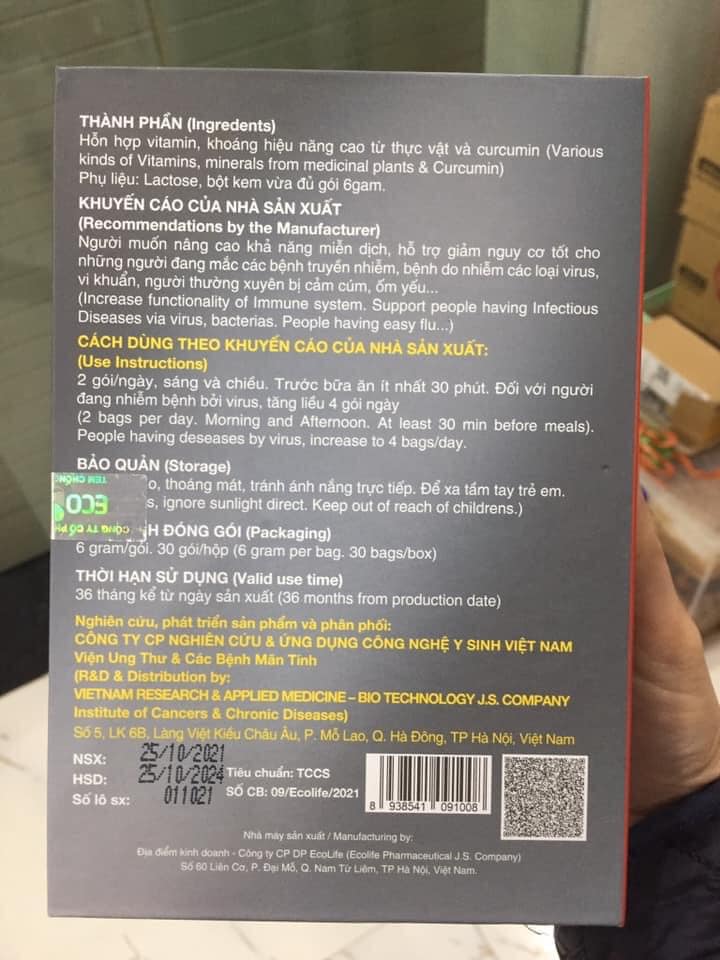 THÀNH PHẦN (Ingredents)
Hỗn hợp vitamin, khoáng hiệu năng cao từ thực vật và curcumin (Various
kinds of Vitamins, minerals from medicinal plants & Curcumin)
Phụ liệu: Lactose, bột kem vừa đủ gói 6gam.
KHUYẾN CÁO CỦA NHÀ SẢN XUẤT
(Recommendations by the Manufacturer)
Người muốn nâng cao khả năng miễn dịch, hỗ trợ giảm nguy cơ tốt cho
những người đang mắc các bệnh truyền nhiễm, bệnh do nhiễm các loại virus,
vi khuẩn, người thường xuyên bị cảm cúm, ốm yếu...
(Increase functionality of Immune system. Support people having Infectious
Diseases via virus, bacterias. People having easy flu...)
CÁCH DÙNG THEO KHUYẾN CÁO CỦA NHÀ SẢN XUẤT:
(Use Instructions)
2 gói/ngày, sáng và chiều. Trước bữa ăn ít nhất 30 phút. Đối với người
đang nhiễm bệnh bởi virus, tăng liều 4 gói ngày
(2 bags per day. Morning and Afternoon. At least 30 min before meals).
People having deseases by virus, increase to 4 bags/day.
BẢO QUẢN (Storage)
thoáng mát, tránh ánh nắng trực tiếp. Để xa tầm tay trẻ em.
ignore sunlight direct. Keep out of reach of childrens.)
ECO
CÔNG TY CỔ PH
ĐÓNG GÓI (Packaging)
6 gram/gói. 30 gói/hộp (6 gram per bag. 30 bags/box)
THỜI HẠN SỬ DỤNG (Valid use time)
36 tháng kể từ ngày sản xuất (36 months from production date)
Nghiên cứu, phát triển sản phẩm và phân phối:
CÔNG TY CP NGHIÊN CỨU & ỨNG DỤNG CÔNG NGHỆ Y SINH VIỆT NAM
Viện Ung Thư & Các Bệnh Mãn Tính
(R&D & Distribution by:
VIETNAM RESEARCH & APPLIED MEDICINE – BIO TECHNOLOGY J.S. COMPANY
Institute of Cancers & Chronic Diseases)
Số 5, LK 6B, Làng Việt Kiều Châu Âu, P. Mỗ Lao, Q. Hà Đông, TP Hà Nội, Việt Nam
NSX: 25/10/2021
HSD: 25/10/2024 Tiêu chuẩn: TCCS
Số lô sx: 011021 SỐ CB: 09/Ecolife/2021
8 938541 091008
Nhà máy sản xuất / Manufacturing by:
Địa điểm kinh doanh - Công ty CP DP EcoLife (Ecolife Pharmaceutical J.S. Company)
Số 60 Liên Cơ, P. Đại Mỗ, Q. Nam Từ Liêm, TP Hà Nội, Việt Nam.